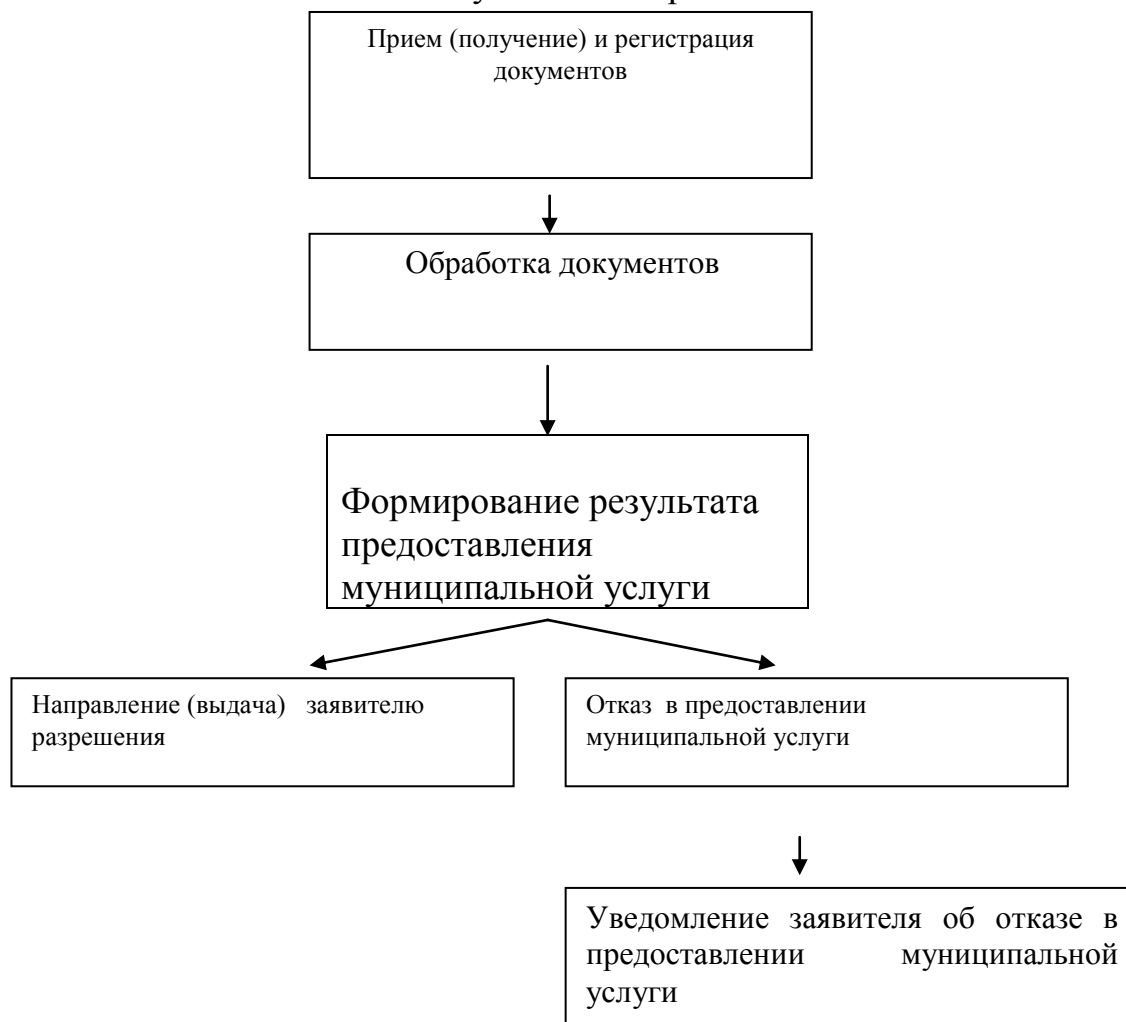 Прием (получение) и регистрация
документов
Обработка документов
Формирование результата
предоставления
муниципальной услуги
Направление (выдача) заявителю
разрешения
Отказ в предоставлении
муниципальной услуги
Уведомление заявителя об отказе в
предоставлении муниципальной
услуги